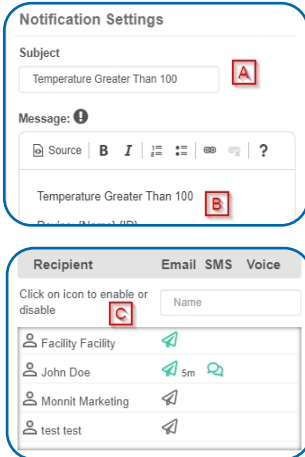 Notification Settings
Subject
Temperature Greater Than 100
A
Message:
Source B I ?
Temperature Greater Than 100
B
Recipient Email SMS Voice
Click on icon to enable or
disable
Name
C
Facility Facility
John Doe 5m
Monnit Marketing
test test